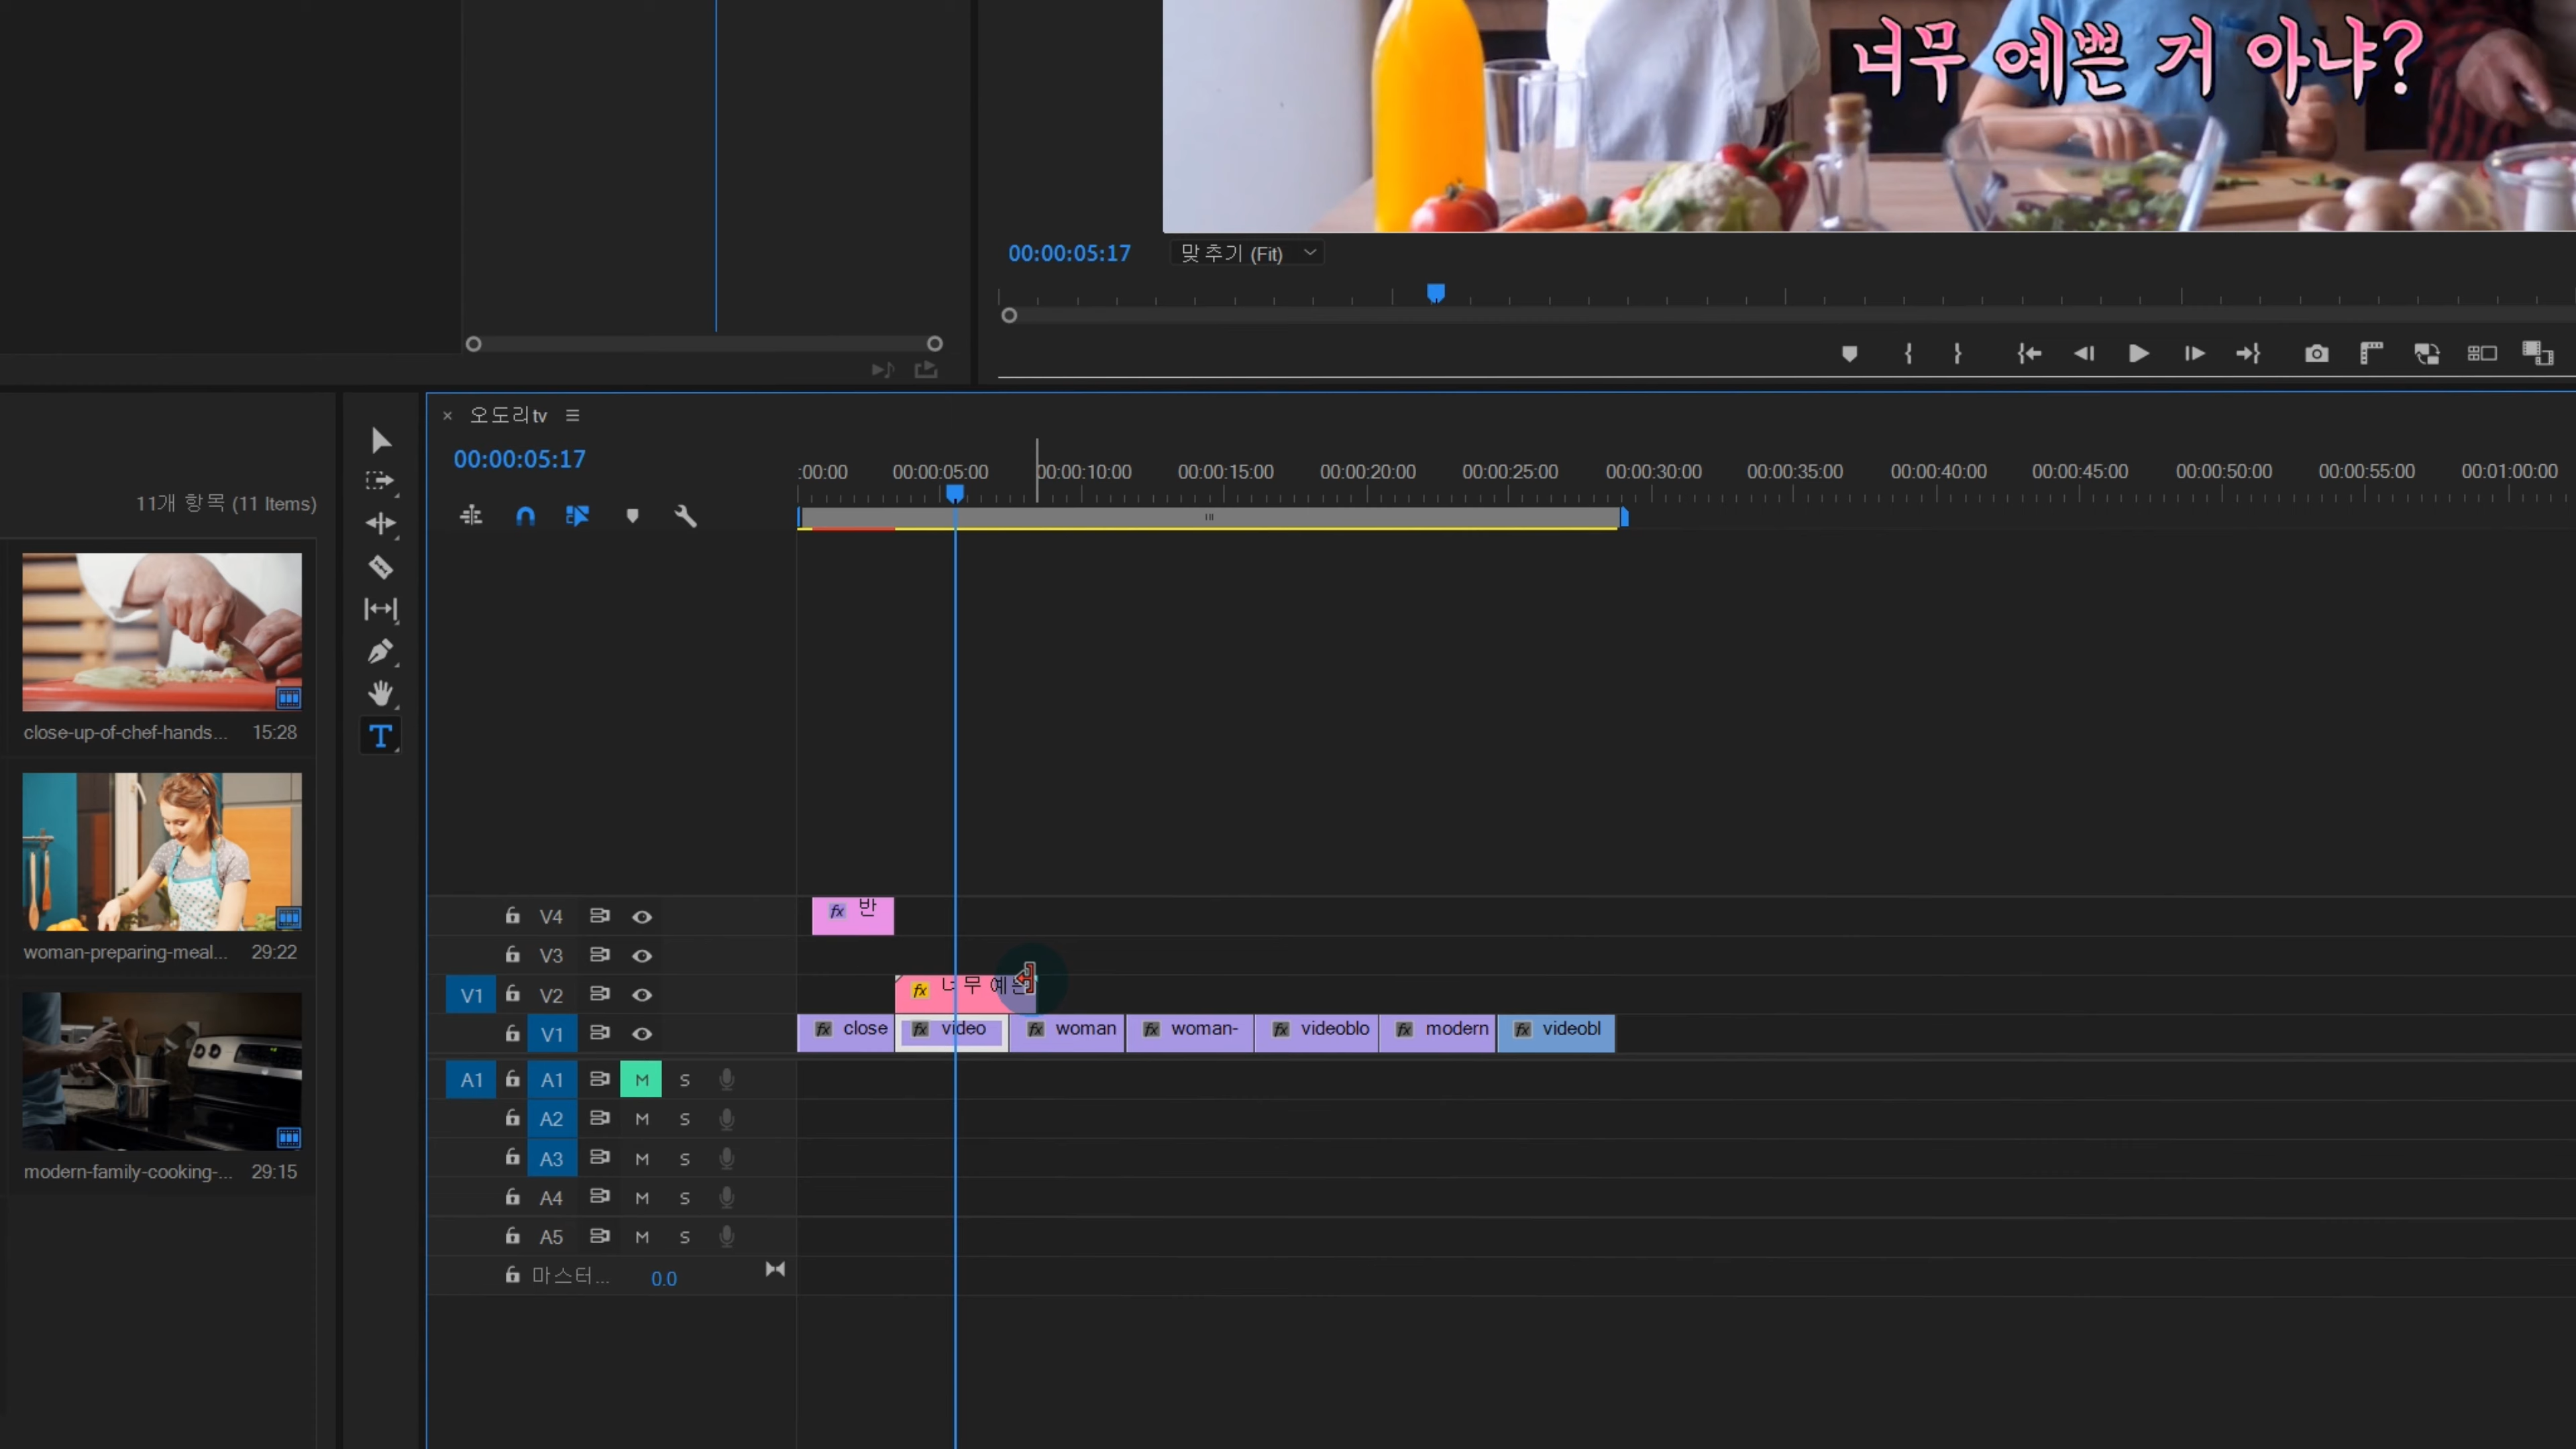 너무 예쁜 거 아냐?
00:00:05:17
맞추기 (Fit)
오도리tv
00:00:05:17
:00:00 00:00:05:00 00:00:10:00 00:00:15:00 00:00:20:00 00:00:25:00 00:00:30:00 00:00:35:00 00:00:40:00 00:00:45:00 00:00:50:00 00:00:55:00 00:01:00:00
11개 항목 (11 Items)
close-up-of-chef-hands... 15:28
woman-preparing-meal... 29:22
modern-family-cooking-... 29:15
T
V4 fx 반
V3
V1 V2 fx 너무 예쁜
V1 fx close fx video fx woman fx woman- fx videoblo fx modern fx videobl
A1 A1 M S
A2 M S
A3 M S
A4 M S
A5 M S
마스터... 0.0